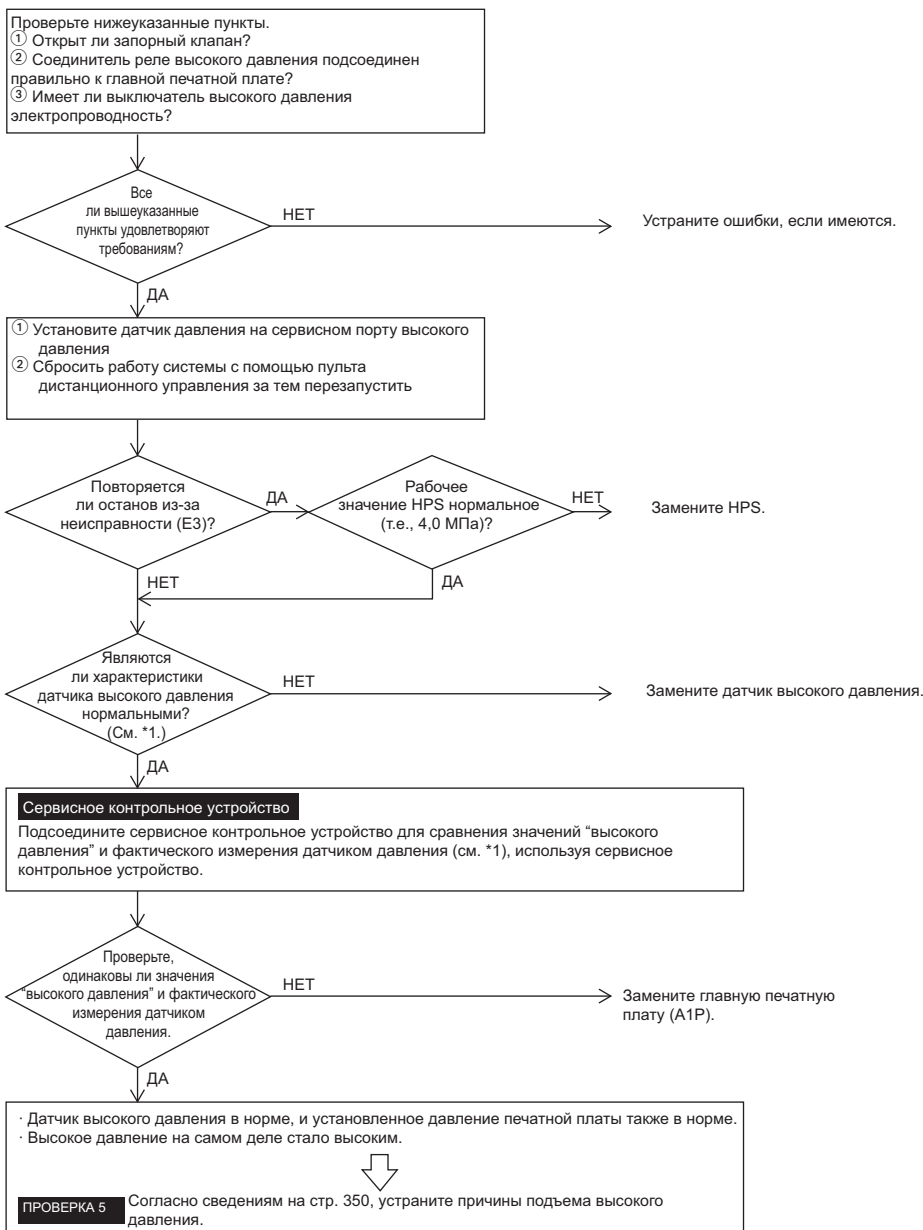 Проверьте нижеуказанные пункты.
① Открыт ли запорный клапан?
② Соединитель реле высокого давления подсоединен
правильно к главной печатной плате?
③ Имеет ли выключатель высокого давления
электропроводность?
Все
ли вышеуказанные
пункты удовлетворяют
требованиям?
НЕТ
Устраните ошибки, если имеются.
ДА
① Установите датчик давления на сервисном порту высокого
давления
② Сбросить работу системы с помощью пульта
дистанционного управления за тем перезапустить
Повторяется
ли останов из-за
неисправности (E3)?
ДА
Рабочее
значение HPS нормальное
(т.е., 4,0 МПа)?
НЕТ
Замените HPS.
НЕТ
ДА
Являются
ли характеристики
датчика высокого давления
нормальными?
(См. *1.)
НЕТ
Замените датчик высокого давления.
ДА
Сервисное контрольное устройство
Подсоедините сервисное контрольное устройство для сравнения значений “высокого
давления” и фактического измерения датчиком давления (см. *1), используя сервисное
контрольное устройство.
Проверьте,
одинаковы ли значения
“высокого давления” и фактического
измерения датчиком
давления.
НЕТ
Замените главную печатную
плату (A1P).
ДА
· Датчик высокого давления в норме, и установленное давление печатной платы также в норме.
· Высокое давление на самом деле стало высоким.
ПРОВЕРКА 5 Согласно сведениям на стр. 350, устраните причины подъема высокого
давления.